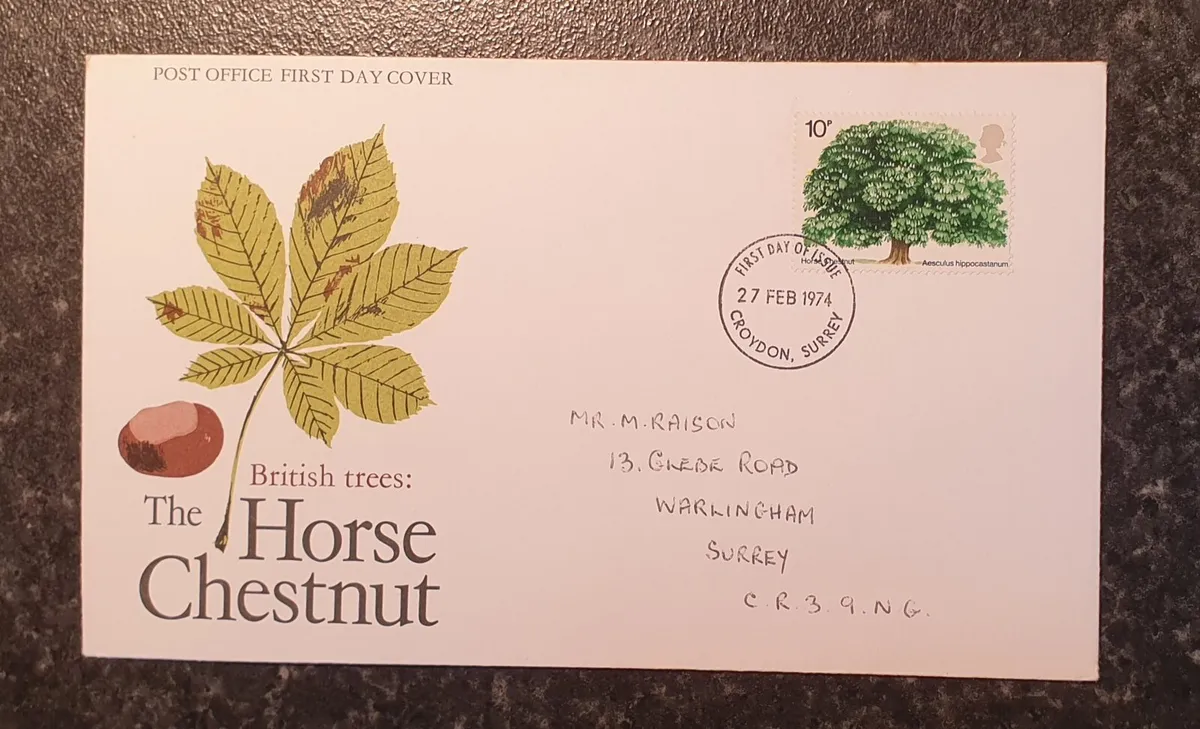 POST OFFICE FIRST DAY COVER
10P
Horse Chestnut
Aesculus hippocastanum
FIRST DAY OF ISSUE
27 FEB 1974
CROYDON, SURREY
MR. M. RAISON
13, GLEBE ROAD
WARLINGHAM
SURREY
C. R. 3. 9. N G.
British trees:
The Horse
Chestnut